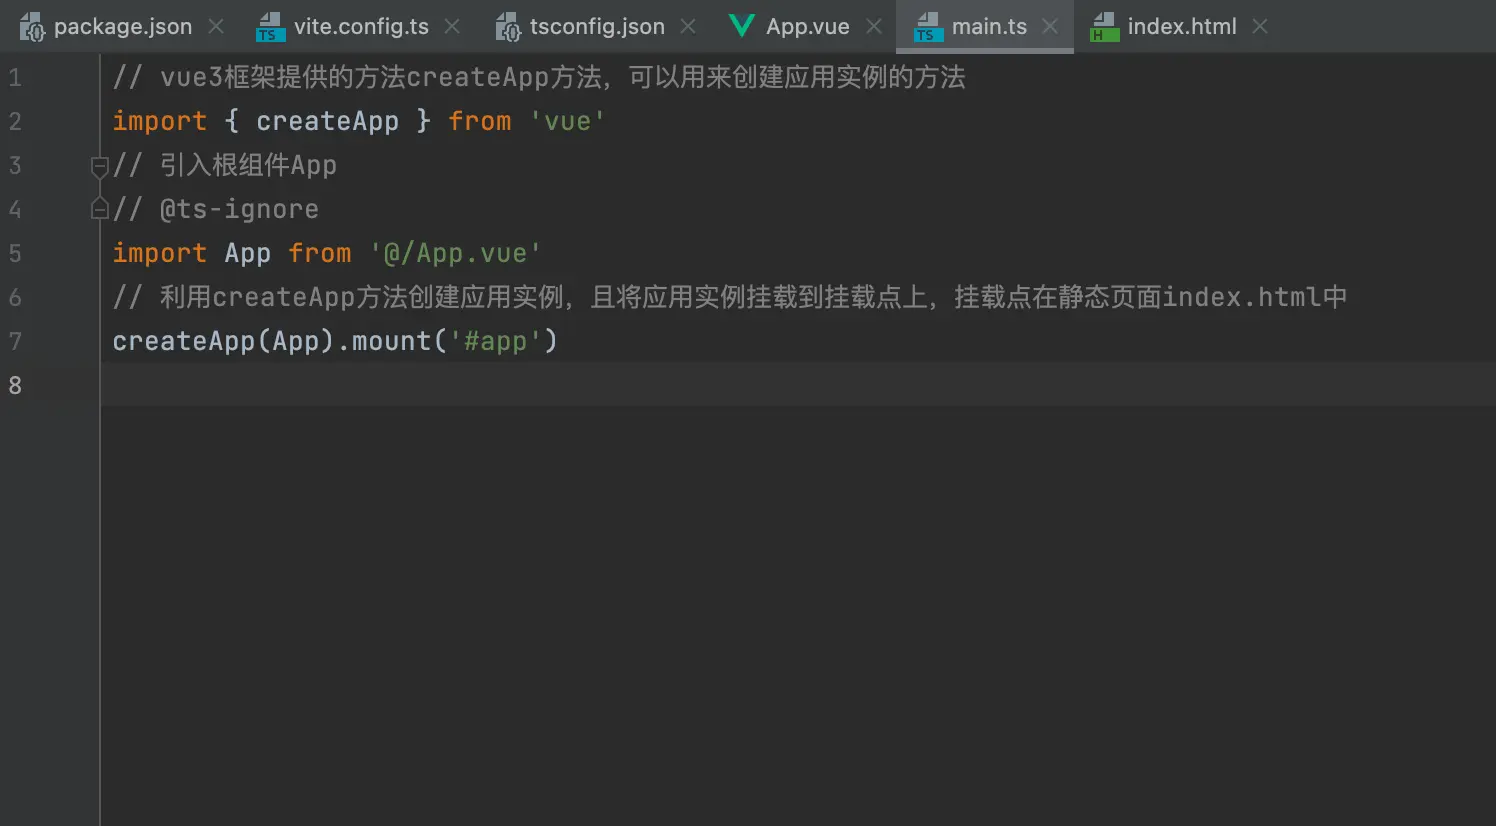 package.json vite.config.ts tsconfig.json App.vue main.ts index.html
1 // vue3框架提供的方法createApp方法，可以用来创建应用实例的方法
2 import { createApp } from 'vue'
3 // 引入根组件App
4 // @ts-ignore
5 import App from '@/App.vue'
6 // 利用createApp方法创建应用实例，且将应用实例挂载到挂载点上，挂载点在静态页面index.html中
7 createApp(App).mount('#app')
8